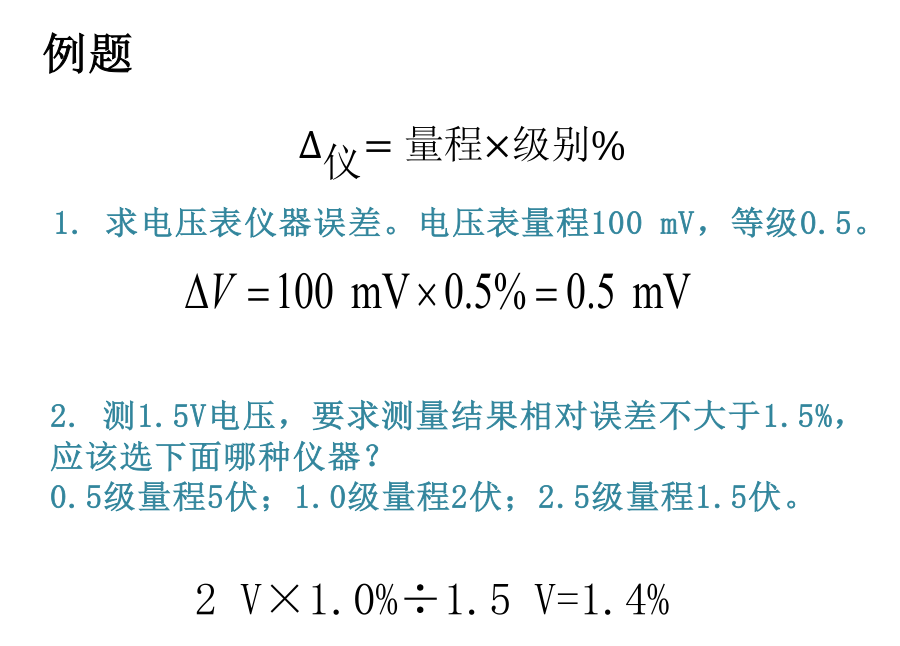 例题
Δ仪＝量程×级别%
1. 求电压表仪器误差。电压表量程100 mV，等级0.5。
ΔV＝100 mV×0.5%＝0.5 mV
2. 测1.5V电压，要求测量结果相对误差不大于1.5%，
应该选下面哪种仪器？
0.5级量程5伏；1.0级量程2伏；2.5级量程1.5伏。
2 V×1.0%÷1.5 V=1.4%